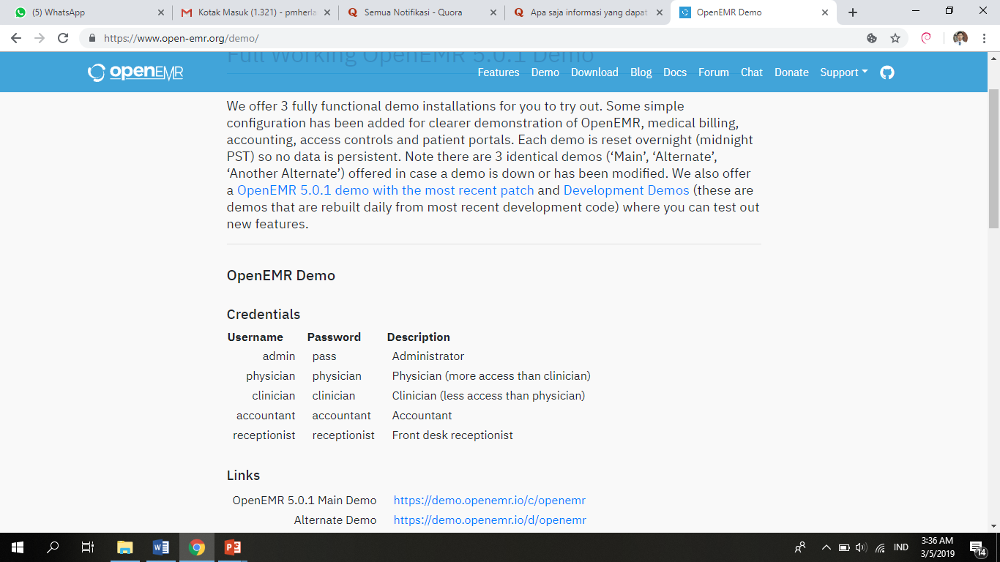 (5) WhatsApp
Kotak Masuk (1.321) - pmherla
Semua Notifikasi - Quora
Apa saja informasi yang dapat
OpenEMR Demo
https://www.open-emr.org/demo/
Full Working OpenEMR 5.0.1 Demo
openEMR
Features Demo Download Blog Docs Forum Chat Donate Support
We offer 3 fully functional demo installations for you to try out. Some simple
configuration has been added for clearer demonstration of OpenEMR, medical billing,
accounting, access controls and patient portals. Each demo is reset overnight (midnight
PST) so no data is persistent. Note there are 3 identical demos (‘Main’, ‘Alternate’,
‘Another Alternate’) offered in case a demo is down or has been modified. We also offer
a OpenEMR 5.0.1 demo with the most recent patch and Development Demos (these are
demos that are rebuilt daily from most recent development code) where you can test out
new features.
OpenEMR Demo
Credentials
Username Password Description
admin pass Administrator
physician physician Physician (more access than clinician)
clinician clinician Clinician (less access than physician)
accountant accountant Accountant
receptionist receptionist Front desk receptionist
Links
OpenEMR 5.0.1 Main Demo https://demo.openemr.io/c/openemr
Alternate Demo https://demo.openemr.io/d/openemr
IND
3:36 AM
3/5/2019
14